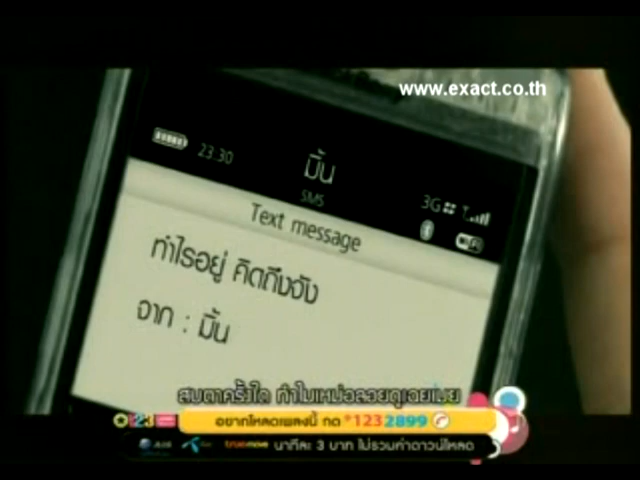 www.exact.co.th
23.30
มิ้น
3G
SMS
Text message
ทำไรอยู่ คิดถึงจัง
จาก : มิ้น
สบตาครั้งใด ทำไมเหม่อลอยดูเฉยเมย
*123 อยากโหลดเพลงนี้ กด *123 2899
AIS truemove นาทีละ 3 บาท ไม่รวมค่าดาวน์โหลด